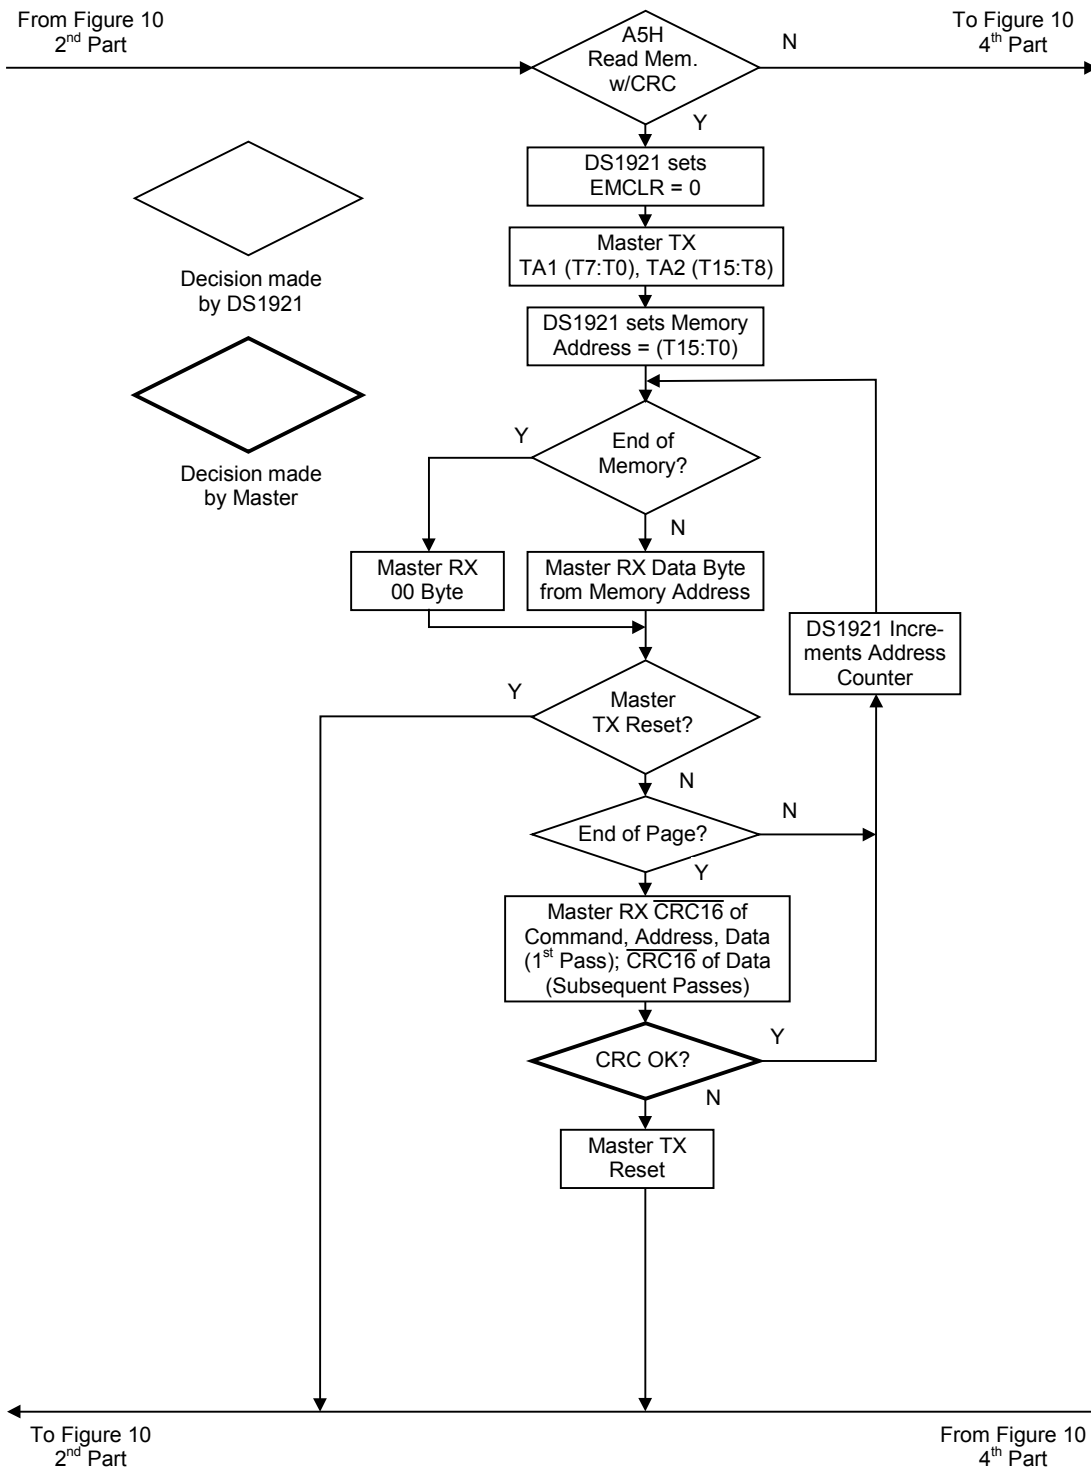 From Figure 10
2nd Part
A5H
Read Mem.
w/CRC
N
To Figure 10
4th Part
Y
DS1921 sets
EMCLR = 0
Master TX
TA1 (T7:T0), TA2 (T15:T8)
Decision made
by DS1921
DS1921 sets Memory
Address = (T15:T0)
Y
End of
Memory?
Decision made
by Master
N
Master RX
00 Byte
Master RX Data Byte
from Memory Address
DS1921 Incre-
ments Address
Counter
Y
Master
TX Reset?
N
End of Page?
N
Y
Master RX C̅R̅C̅1̅6̅ of
Command, Address, Data
(1st Pass); C̅R̅C̅1̅6̅ of Data
(Subsequent Passes)
CRC OK?
Y
N
Master TX
Reset
To Figure 10
2nd Part
From Figure 10
4th Part